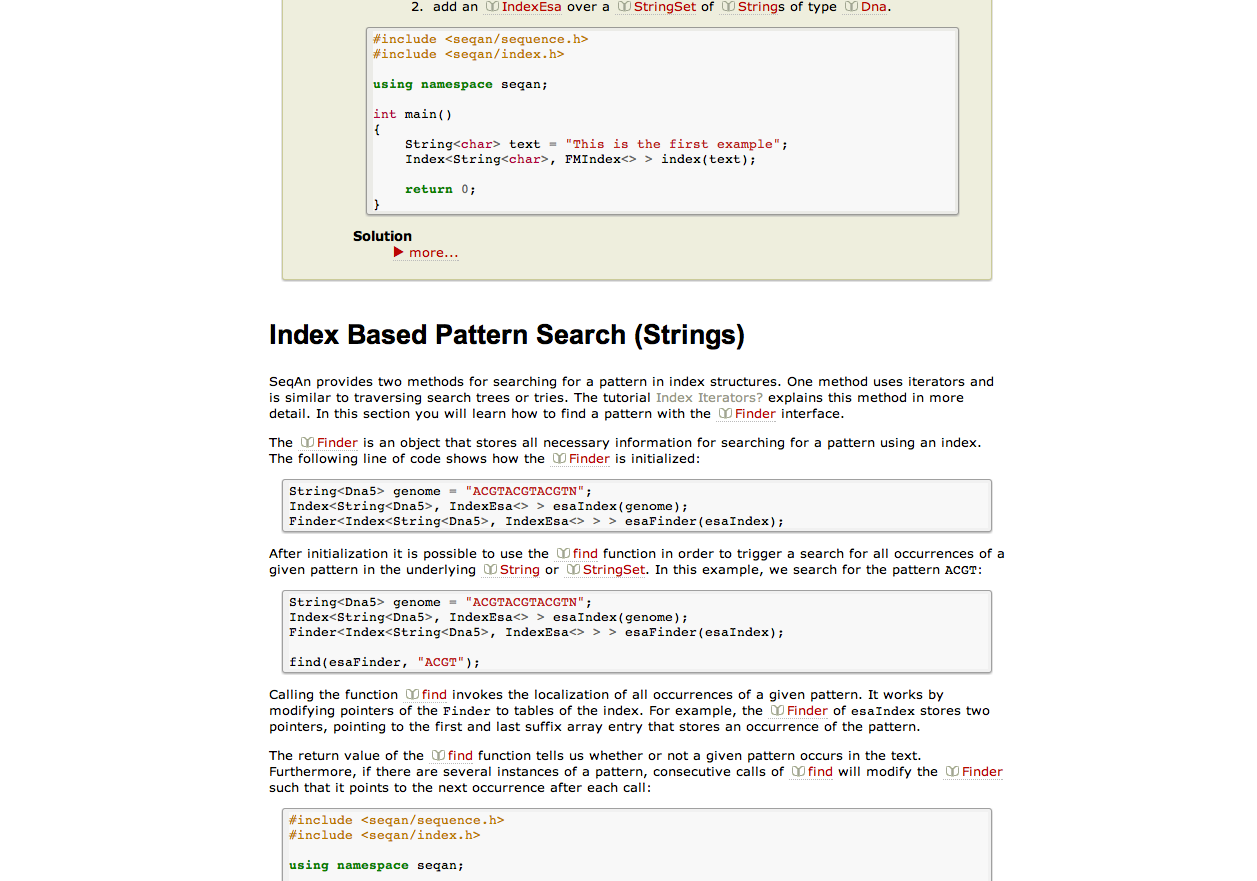 2. add an IndexEsa over a StringSet of Strings of type Dna.
#include <seqan/sequence.h>
#include <seqan/index.h>
using namespace seqan;
int main()
{
String<char> text = "This is the first example";
Index<String<char>, FMIndex<> > index(text);
return 0;
}
Solution
more...
Index Based Pattern Search (Strings)
SeqAn provides two methods for searching for a pattern in index structures. One method uses iterators and
is similar to traversing search trees or tries. The tutorial Index Iterators? explains this method in more
detail. In this section you will learn how to find a pattern with the Finder interface.
The Finder is an object that stores all necessary information for searching for a pattern using an index.
The following line of code shows how the Finder is initialized:
String<Dna5> genome = "ACGTACGTACGTN";
Index<String<Dna5>, IndexEsa<> > esaIndex(genome);
Finder<Index<String<Dna5>, IndexEsa<> > > esaFinder(esaIndex);
After initialization it is possible to use the find function in order to trigger a search for all occurrences of a
given pattern in the underlying String or StringSet. In this example, we search for the pattern ACGT:
String<Dna5> genome = "ACGTACGTACGTN";
Index<String<Dna5>, IndexEsa<> > esaIndex(genome);
Finder<Index<String<Dna5>, IndexEsa<> > > esaFinder(esaIndex);
find(esaFinder, "ACGT");
Calling the function find invokes the localization of all occurrences of a given pattern. It works by
modifying pointers of the Finder to tables of the index. For example, the Finder of esaIndex stores two
pointers, pointing to the first and last suffix array entry that stores an occurrence of the pattern.
The return value of the find function tells us whether or not a given pattern occurs in the text.
Furthermore, if there are several instances of a pattern, consecutive calls of find will modify the Finder
such that it points to the next occurrence after each call:
#include <seqan/sequence.h>
#include <seqan/index.h>
using namespace seqan;